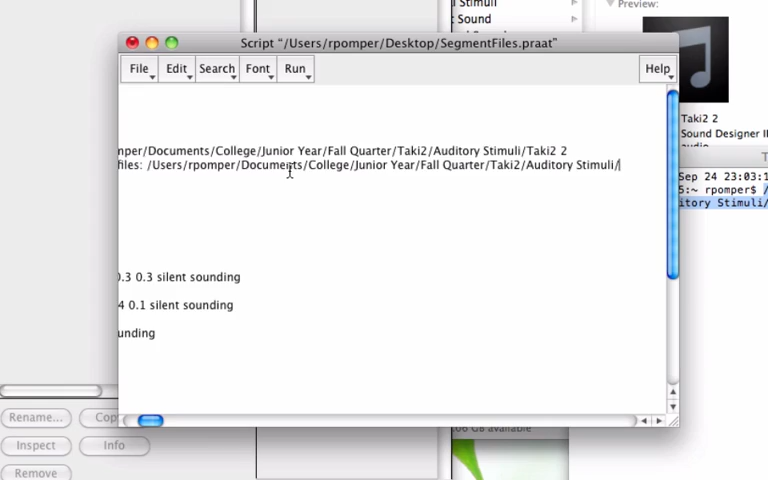 Stimuli
Sound
Preview:
Script "/Users/rpomper/Desktop/SegmentFiles.praat"
File Edit Search Font Run Help
Taki2 2
Sound Designer II
audio
mper/Documents/College/Junior Year/Fall Quarter/Taki2/Auditory Stimuli/Taki2 2
files: /Users/rpomper/Documents/College/Junior Year/Fall Quarter/Taki2/Auditory Stimuli/
Sep 24 23:03:1
5:~ rpomper$ /
itory Stimuli/
0.3 0.3 silent sounding
4 0.1 silent sounding
unding
Rename... Cop
Inspect Info
Remove
GB available